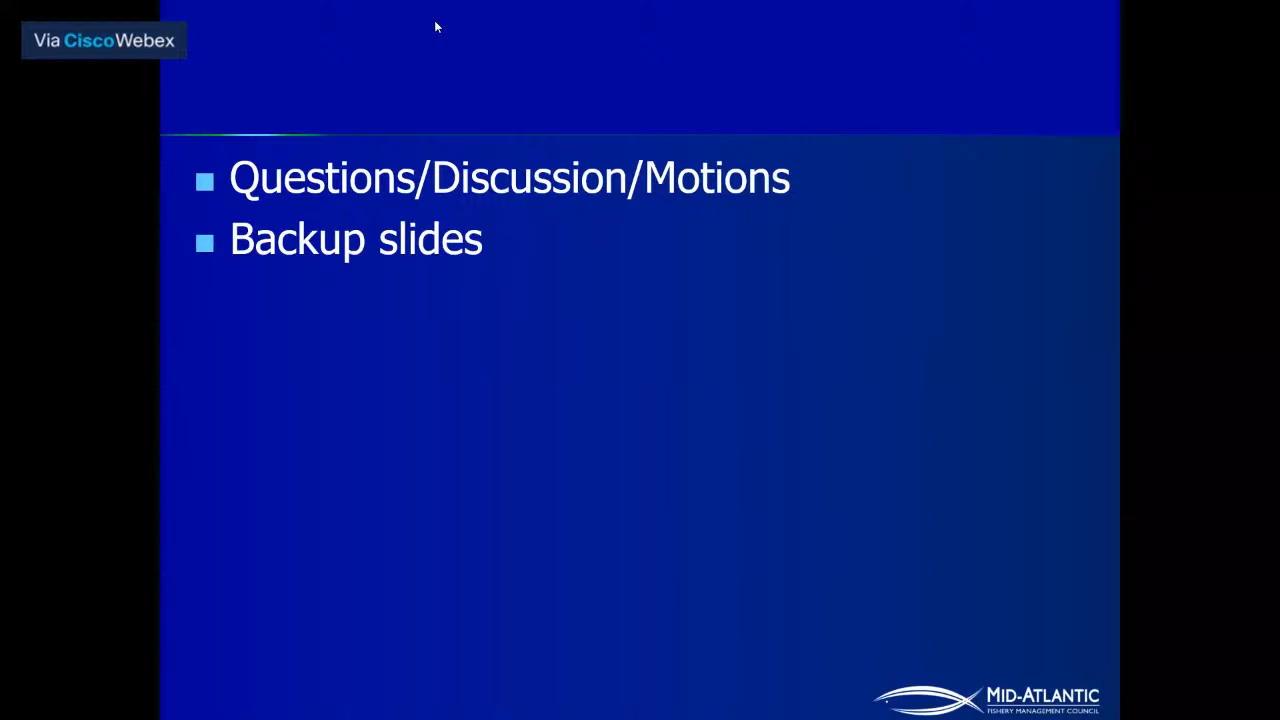 Via CiscoWebex
Questions/Discussion/Motions
Backup slides
MID-ATLANTIC
FISHERY MANAGEMENT COUNCIL